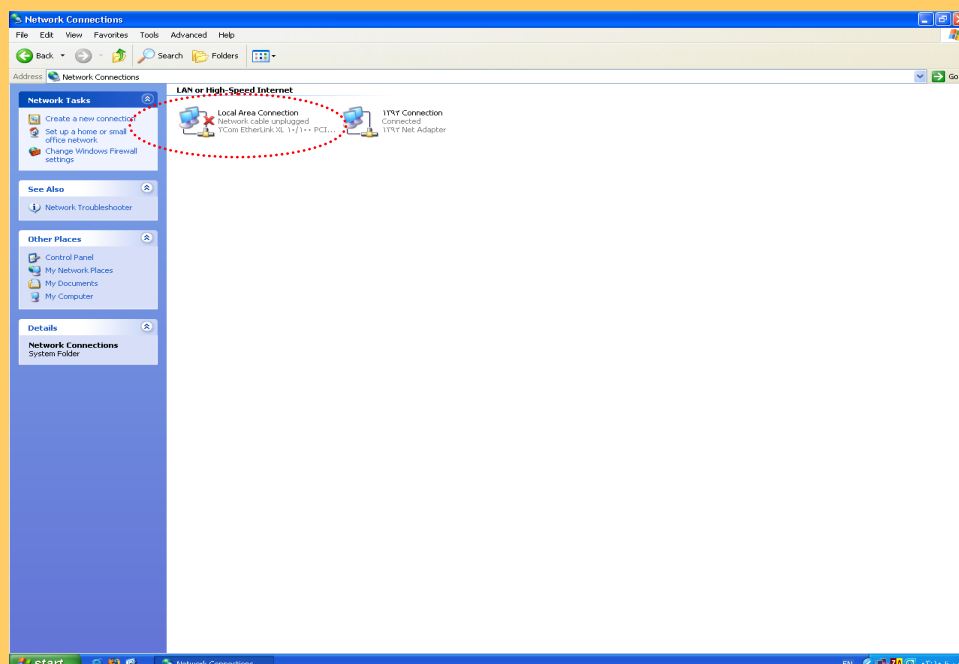 Network Connections
File Edit View Favorites Tools Advanced Help
Back Search Folders
Address Network Connections Go
LAN or High-Speed Internet
Network Tasks
Create a new connection
Set up a home or small
office network
Change Windows Firewall
settings
See Also
Network Troubleshooter
Other Places
Control Panel
My Network Places
My Documents
My Computer
Details
Network Connections
System Folder
Local Area Connection
Network cable unplugged
۳Com EtherLink XL ۱۰/۱۰۰ PCI...
۱۳۹۴ Connection
Connected
۱۳۹۴ Net Adapter
start Network Connections EN